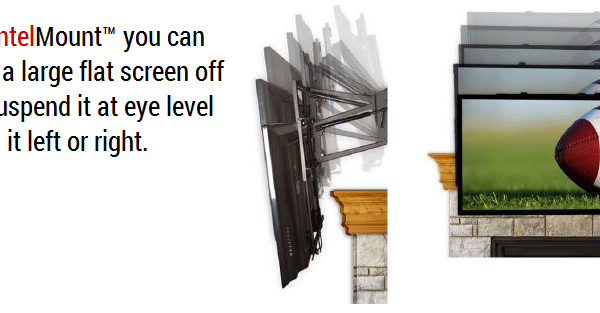 ntelMount™ you can
a large flat screen off
uspend it at eye level
it left or right.